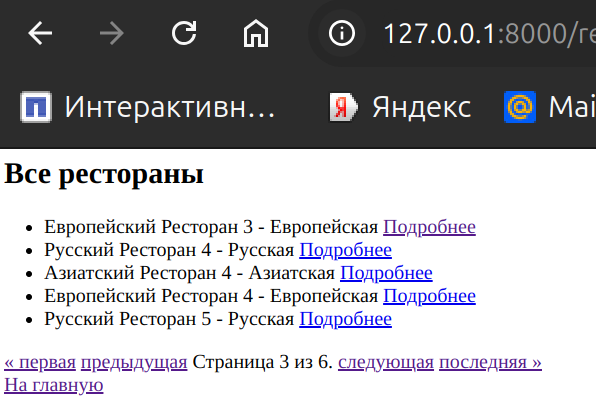 127.0.0.1:8000/re
Интерактивн... Яндекс Mai
Все рестораны
Европейский Ресторан 3 - Европейская Подробнее
Русский Ресторан 4 - Русская Подробнее
Азиатский Ресторан 4 - Азиатская Подробнее
Европейский Ресторан 4 - Европейская Подробнее
Русский Ресторан 5 - Русская Подробнее
« первая предыдущая Страница 3 из 6. следующая последняя »
На главную